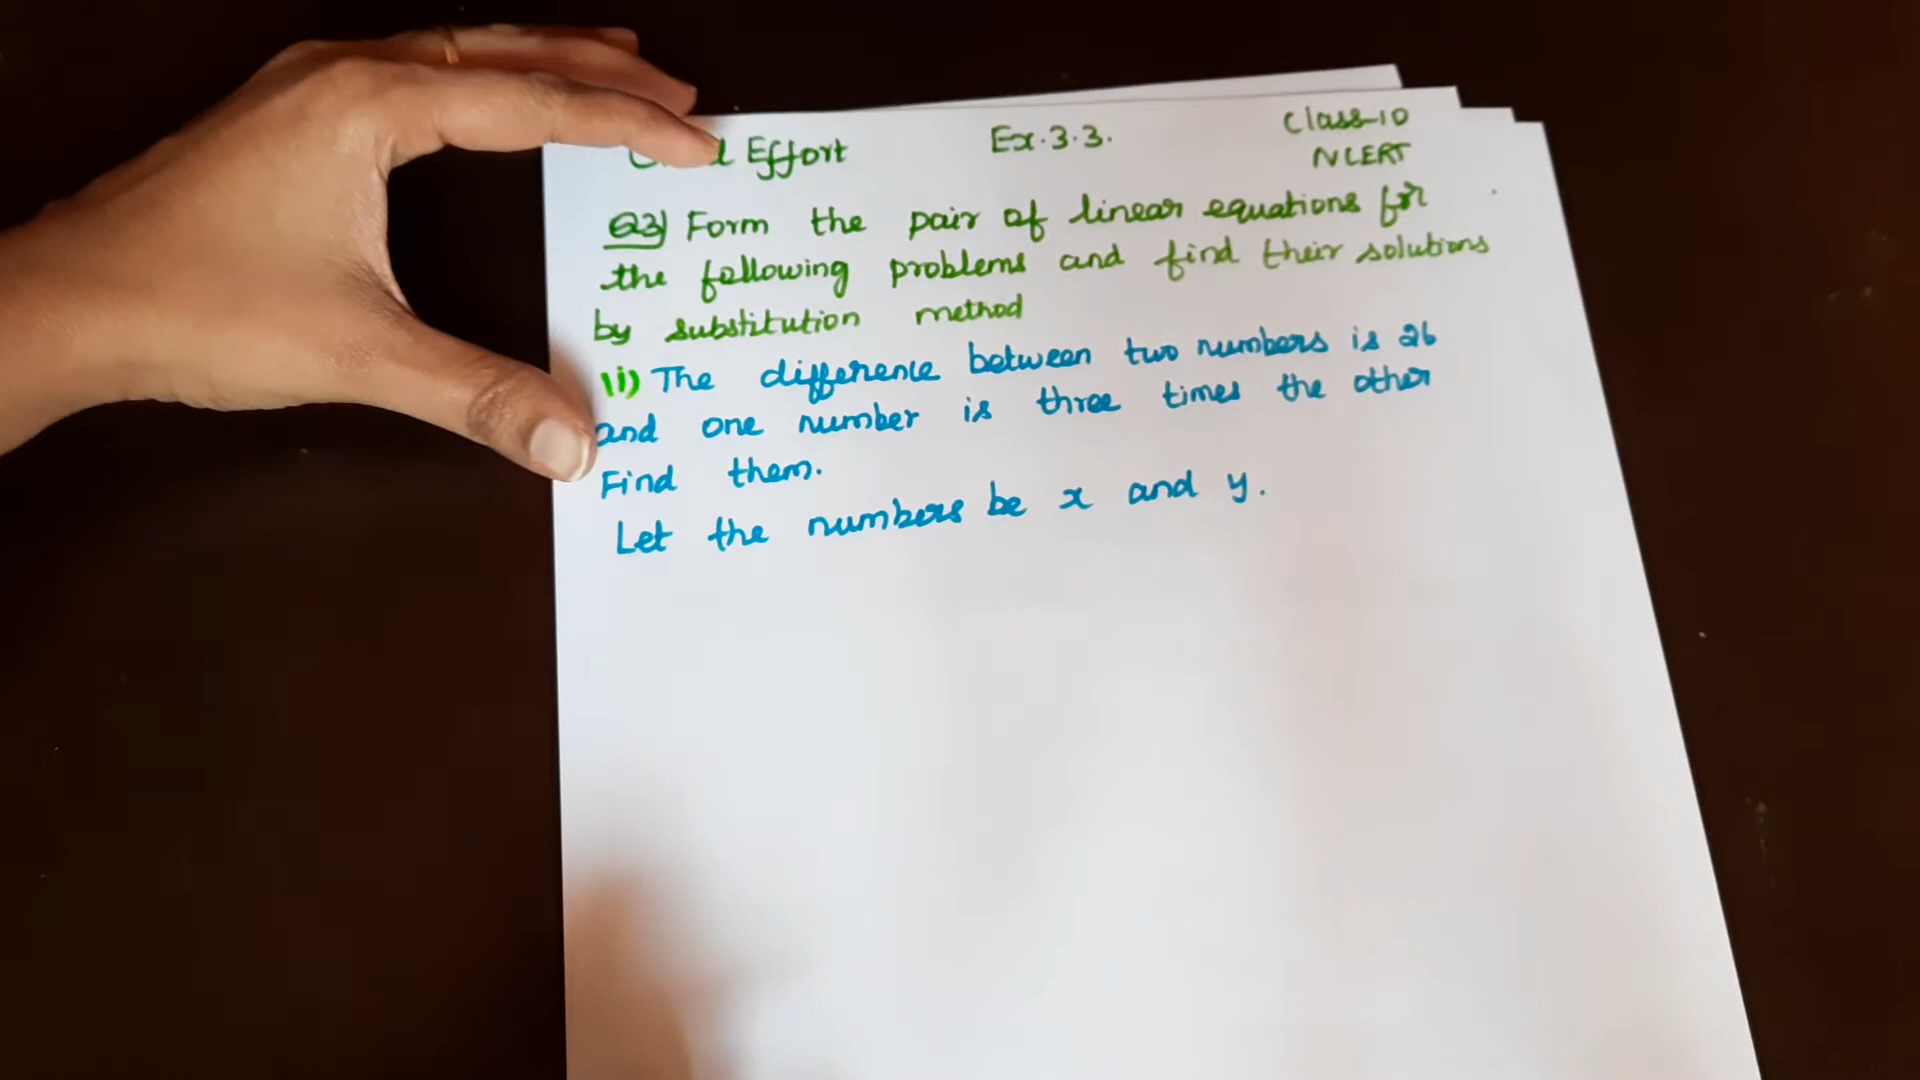 Effort Ex.3.3. Class-10
NCERT
Q3) Form the pair of linear equations for
the following problems and find their solutions
by substitution method
(i) The difference between two numbers is 26
and one number is three times the other
Find them.
Let the numbers be x and y.